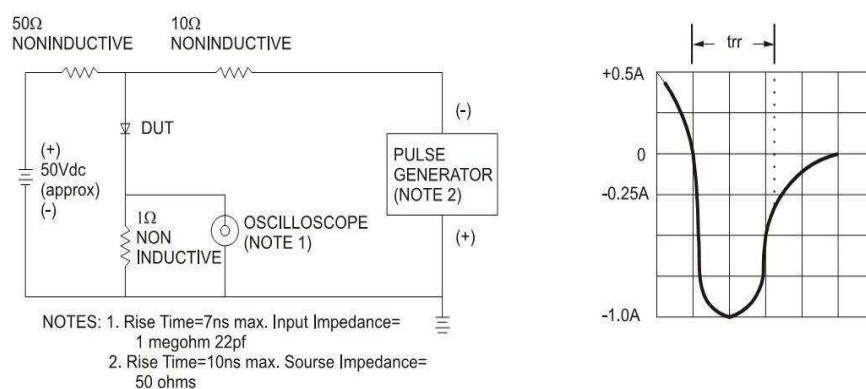 50Ω
NONINDUCTIVE
10Ω
NONINDUCTIVE
trr
+0.5A
(-)
DUT
(+)
50Vdc
(approx)
(-)
PULSE
GENERATOR
(NOTE 2)
0
-0.25A
1Ω
NON
INDUCTIVE
OSCILLOSCOPE
(NOTE 1)
(+)
-1.0A
NOTES: 1. Rise Time=7ns max. Input Impedance=
1 megohm 22pf
2. Rise Time=10ns max. Sourse Impedance=
50 ohms